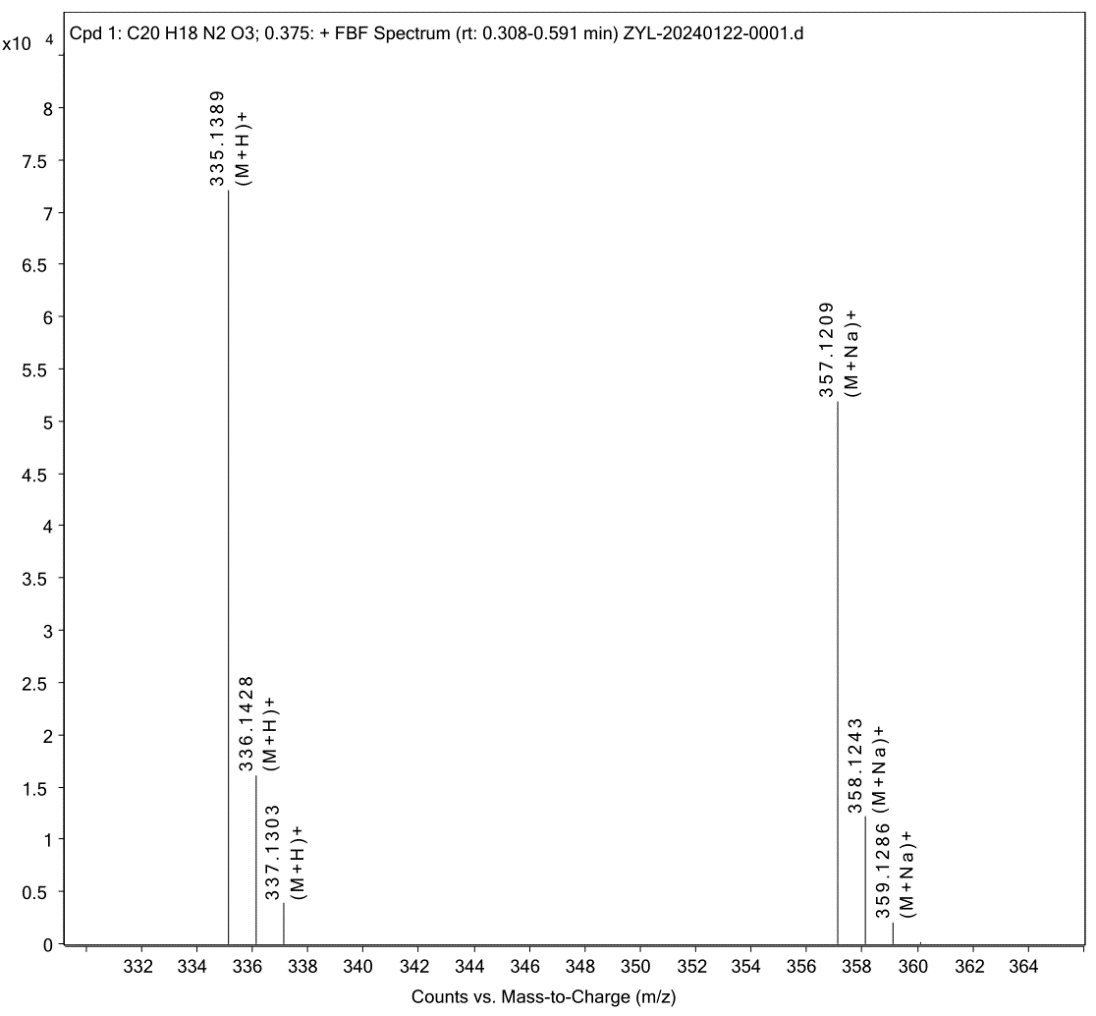 Cpd 1: C20 H18 N2 O3; 0.375: + FBF Spectrum (rt: 0.308-0.591 min) ZYL-20240122-0001.d
x10 4
8
7.5
7
6.5
6
5.5
5
4.5
4
3.5
3
2.5
2
1.5
1
0.5
0
335.1389
(M+H)+
336.1428
(M+H)+
337.1303
(M+H)+
357.1209
(M+Na)+
358.1243
(M+Na)+
359.1286
(M+Na)+
332 334 336 338 340 342 344 346 348 350 352 354 356 358 360 362 364
Counts vs. Mass-to-Charge (m/z)